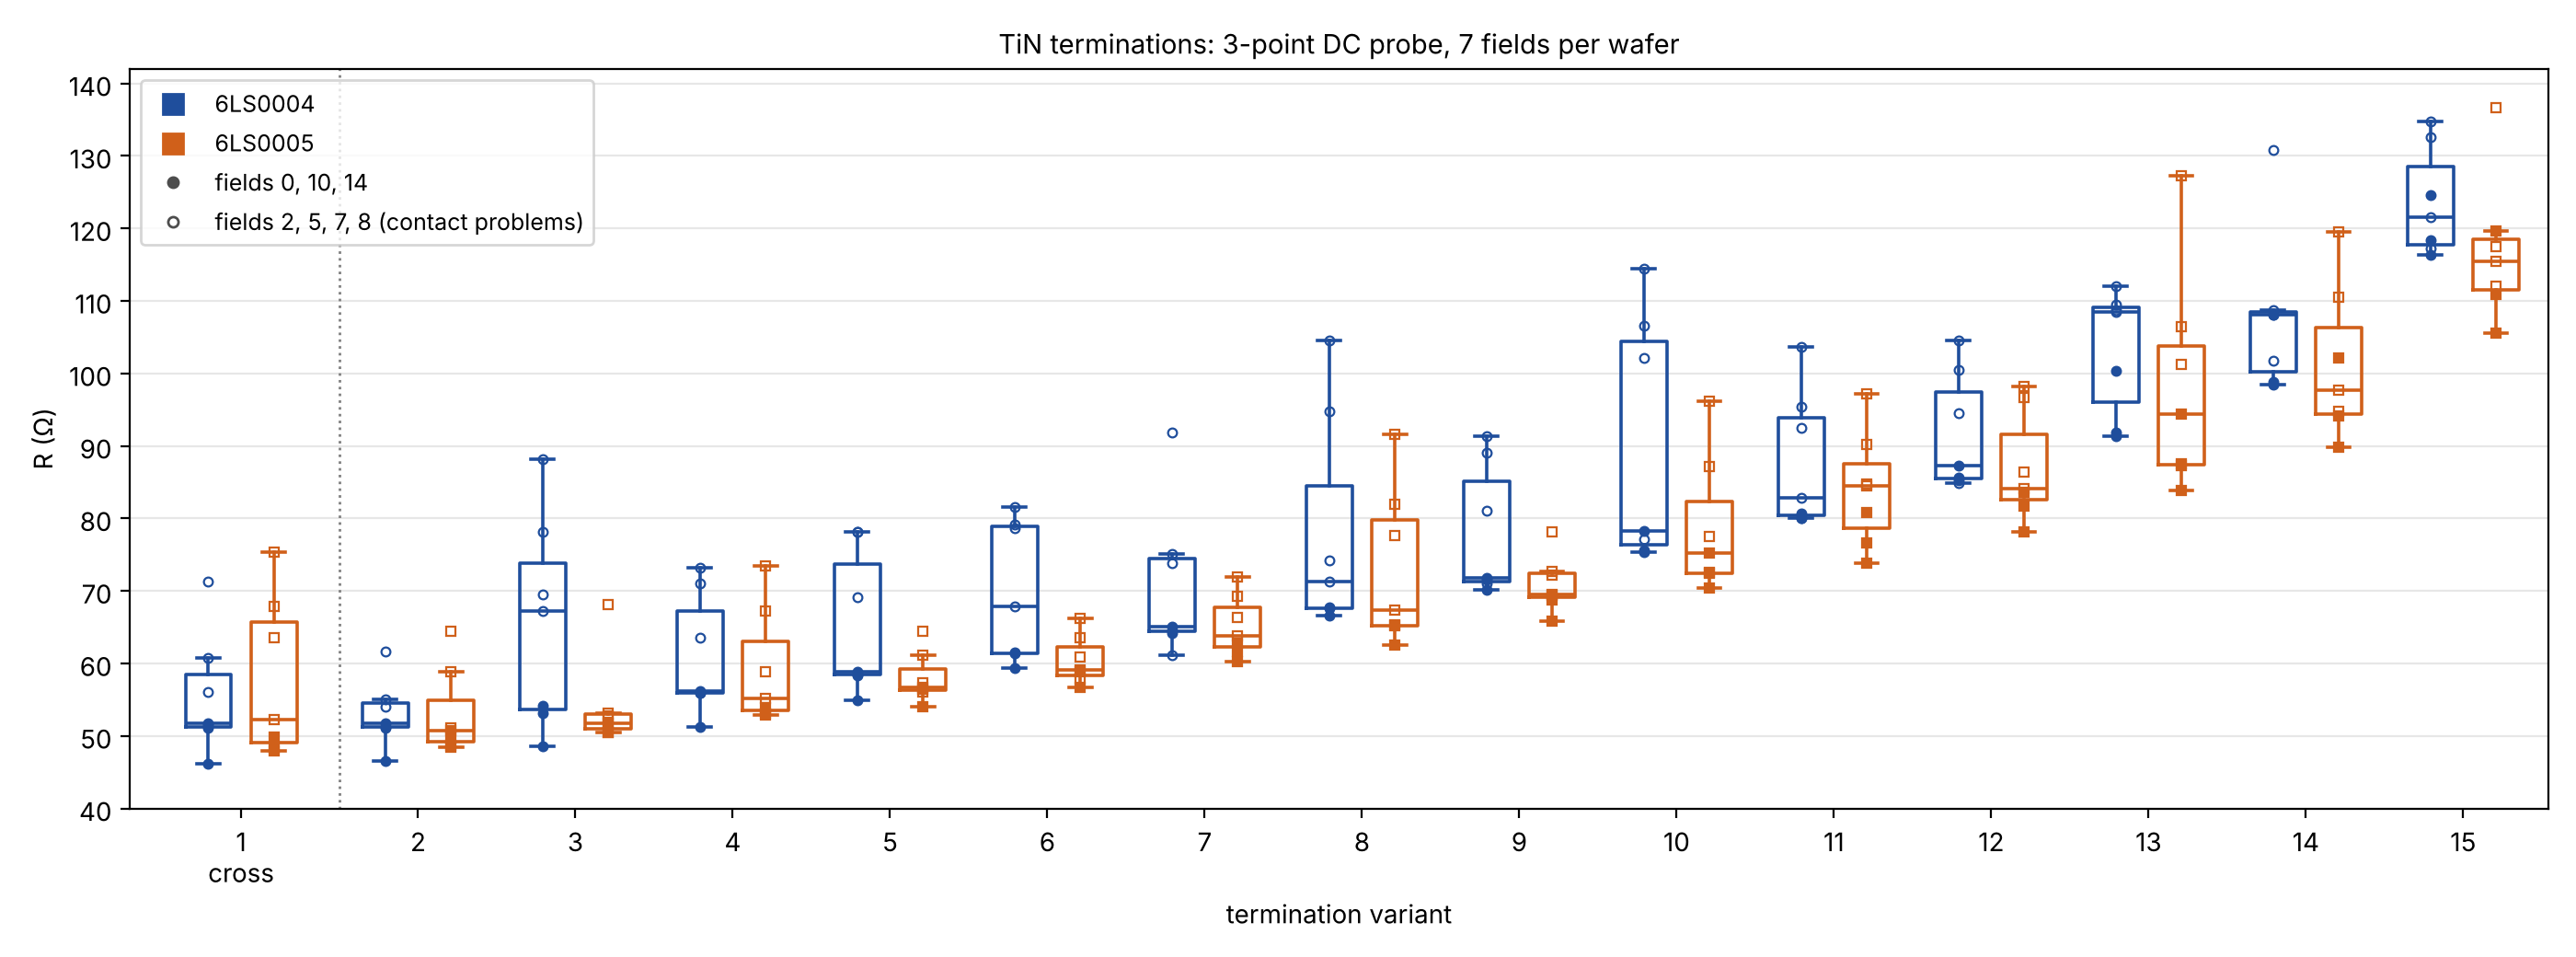 TiN terminations: 3-point DC probe, 7 fields per wafer
6LS0004
6LS0005
fields 0, 10, 14
fields 2, 5, 7, 8 (contact problems)
R (Ω)
140
130
120
110
100
90
80
70
60
50
40
1 2 3 4 5 6 7 8 9 10 11 12 13 14 15
cross
termination variant